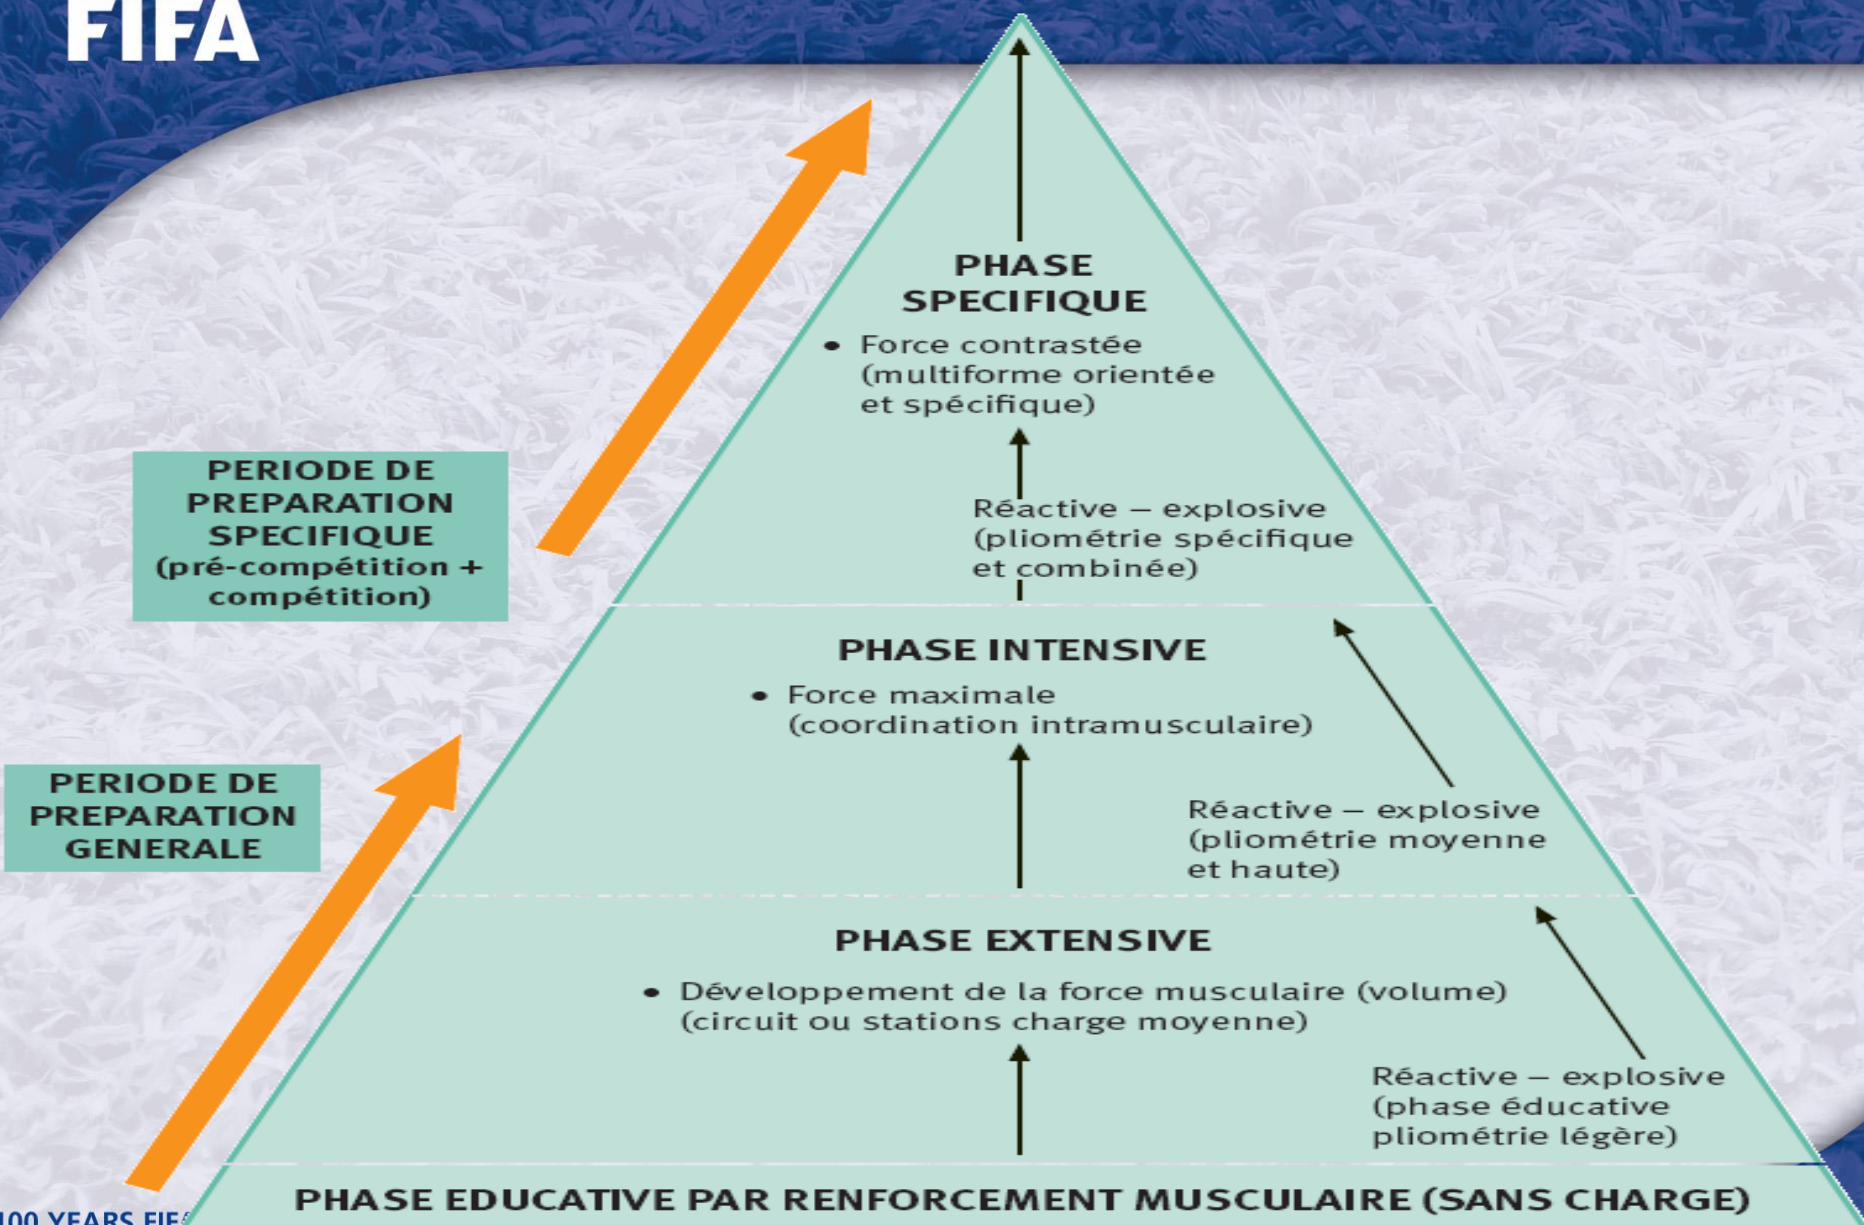 FIFA
PHASE
SPECIFIQUE
• Force contrastée
(multiforme orientée
et spécifique)
PERIODE DE
PREPARATION
SPECIFIQUE
(pré-compétition +
compétition)
Réactive – explosive
(pliométrie spécifique
et combinée)
PHASE INTENSIVE
• Force maximale
(coordination intramusculaire)
PERIODE DE
PREPARATION
GENERALE
Réactive – explosive
(pliométrie moyenne
et haute)
PHASE EXTENSIVE
• Développement de la force musculaire (volume)
(circuit ou stations charge moyenne)
Réactive – explosive
(phase éducative
pliométrie légère)
PHASE EDUCATIVE PAR RENFORCEMENT MUSCULAIRE (SANS CHARGE)
100 YEARS FIFA